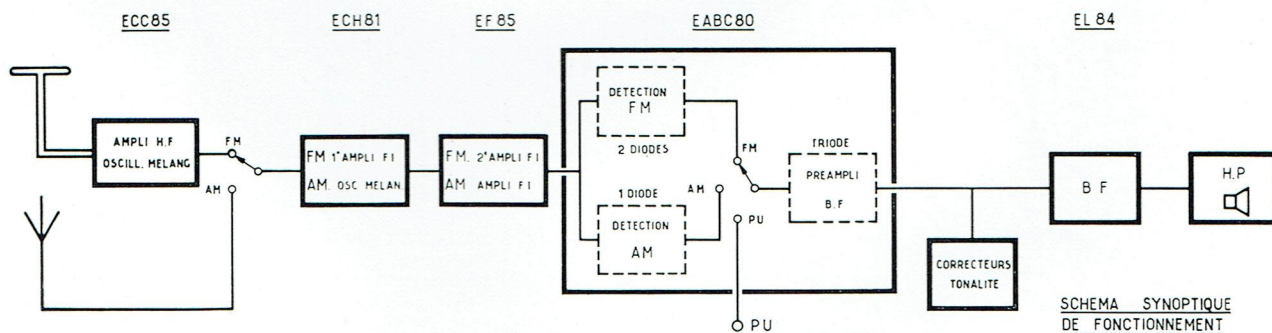 ECC85
ECH81
EF 85
EABC80
EL 84
AMPLI H.F
OSCILL. MELANG
FM
AM
FM 1° AMPLI F I
AM. OSC MELAN.
FM. 2° AMPLI F I
AM AMPLI F I
DETECTION
FM
2 DIODES
1 DIODE
DETECTION
AM
FM
AM
PU
TRIODE
PREAMPLI
B.F
PU
CORRECTEURS
TONALITE
B F
H.P
SCHEMA SYNOPTIQUE
DE FONCTIONNEMENT